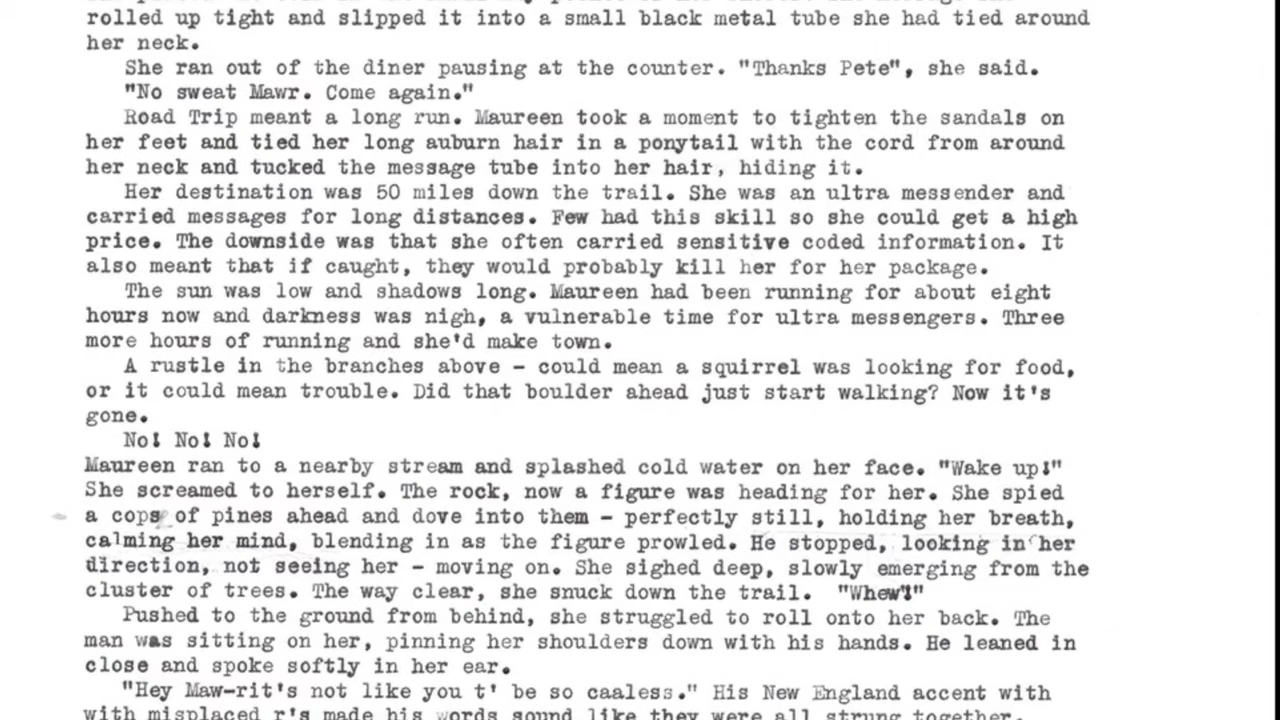 rolled up tight and slipped it into a small black metal tube she had tied around
her neck.
She ran out of the diner pausing at the counter. "Thanks Pete", she said.
"No sweat Mawr. Come again."
Road Trip meant a long run. Maureen took a moment to tighten the sandals on
her feet and tied her long auburn hair in a ponytail with the cord from around
her neck and tucked the message tube into her hair, hiding it.
Her destination was 50 miles down the trail. She was an ultra messender and
carried messages for long distances. Few had this skill so she could get a high
price. The downside was that she often carried sensitive coded information. It
also meant that if caught, they would probably kill her for her package.
The sun was low and shadows long. Maureen had been running for about eight
hours now and darkness was nigh, a vulnerable time for ultra messengers. Three
more hours of running and she'd make town.
A rustle in the branches above - could mean a squirrel was looking for food,
or it could mean trouble. Did that boulder ahead just start walking? Now it's
gone.
No! No! No!
Maureen ran to a nearby stream and splashed cold water on her face. "Wake up!"
She screamed to herself. The rock, now a figure was heading for her. She spied
a cops of pines ahead and dove into them - perfectly still, holding her breath,
calming her mind, blending in as the figure prowled. He stopped, looking in her
direction, not seeing her - moving on. She sighed deep, slowly emerging from the
cluster of trees. The way clear, she snuck down the trail. "Whew!"
Pushed to the ground from behind, she struggled to roll onto her back. The
man was sitting on her, pinning her shoulders down with his hands. He leaned in
close and spoke softly in her ear.
"Hey Maw-rit's not like you t' be so caaless." His New England accent with
with misplaced r's made his words sound like they were all strung together.